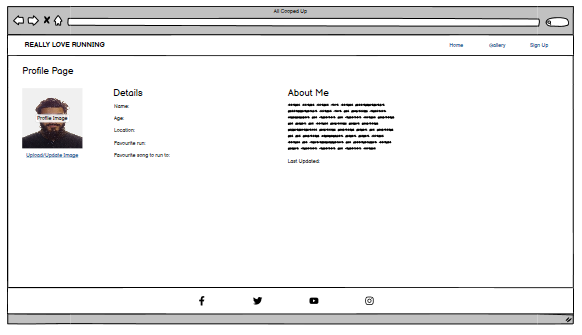 All Cooped Up
REALLY LOVE RUNNING
Home
Gallery
Sign Up
Profile Page
Profile Image
Upload/Update Image
Details
Name:
Age:
Location:
Favourite run:
Favourite song to run to:
About Me
Last Updated: